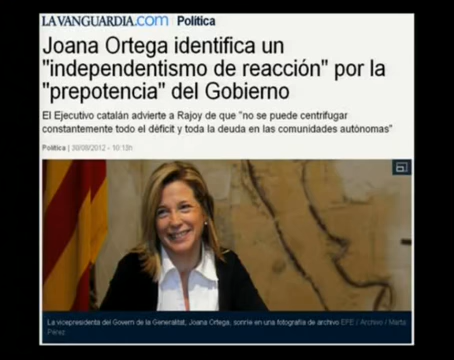 LAVANGUARDIA.com Política
Joana Ortega identifica un
"independentismo de reacción" por la
"prepotencia" del Gobierno
El Ejecutivo catalán advierte a Rajoy de que "no se puede centrifugar
constantemente todo el déficit y toda la deuda en las comunidades autónomas"
Política | 30/08/2012 - 10:13h
La vicepresidenta del Govern de la Generalitat, Joana Ortega, sonríe en una fotografía de archivo EFE / Archivo / Marta
Pérez